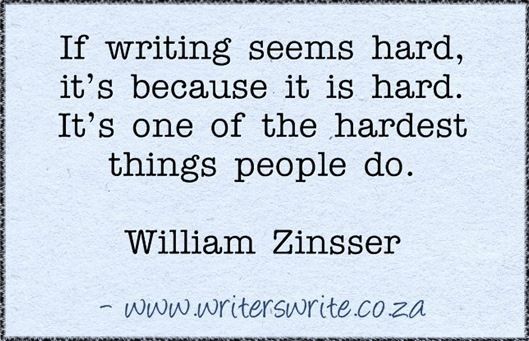 If writing seems hard,
it's because it is hard.
It's one of the hardest
things people do.
William Zinsser
- www.writerswrite.co.za